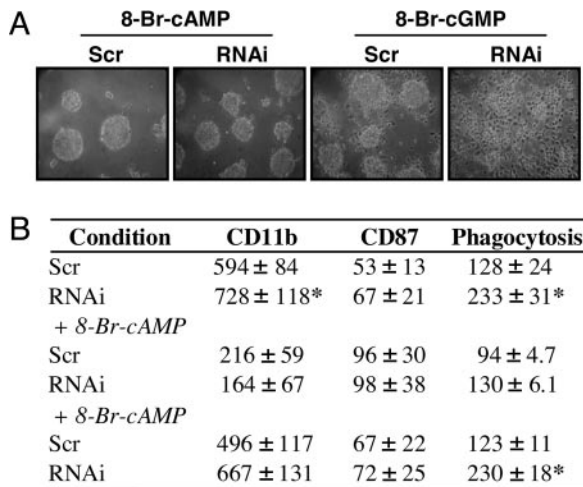 A
8-Br-cAMP 8-Br-cGMP
Scr RNAi Scr RNAi
B
Condition CD11b CD87 Phagocytosis
Scr 594 ± 84 53 ± 13 128 ± 24
RNAi 728 ± 118* 67 ± 21 233 ± 31*
+ 8-Br-cAMP
Scr 216 ± 59 96 ± 30 94 ± 4.7
RNAi 164 ± 67 98 ± 38 130 ± 6.1
+ 8-Br-cAMP
Scr 496 ± 117 67 ± 22 123 ± 11
RNAi 667 ± 131 72 ± 25 230 ± 18*